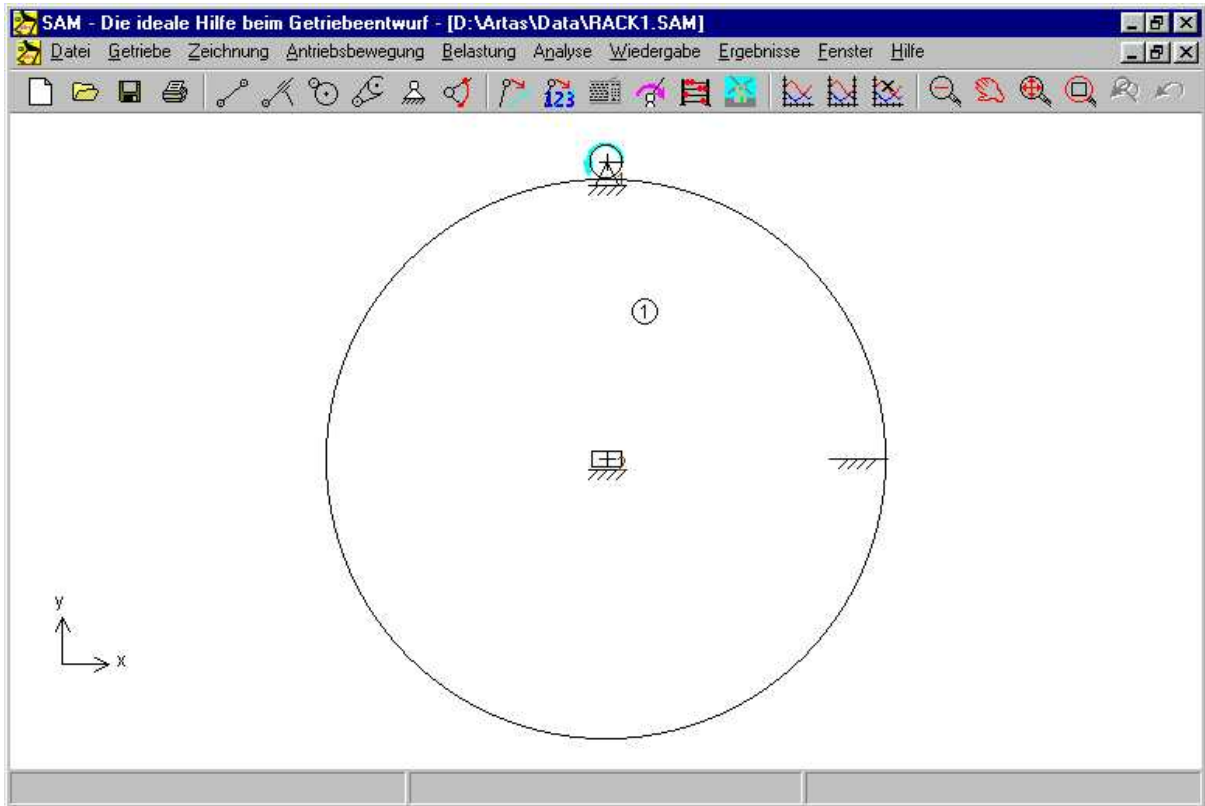 SAM - Die ideale Hilfe beim Getriebeentwurf - [D:\Artas\Data\RACK1.SAM]
Datei Getriebe Zeichnung Antriebsbewegung Belastung Analyse Wiedergabe Ergebnisse Fenster Hilfe
123
1
y
x